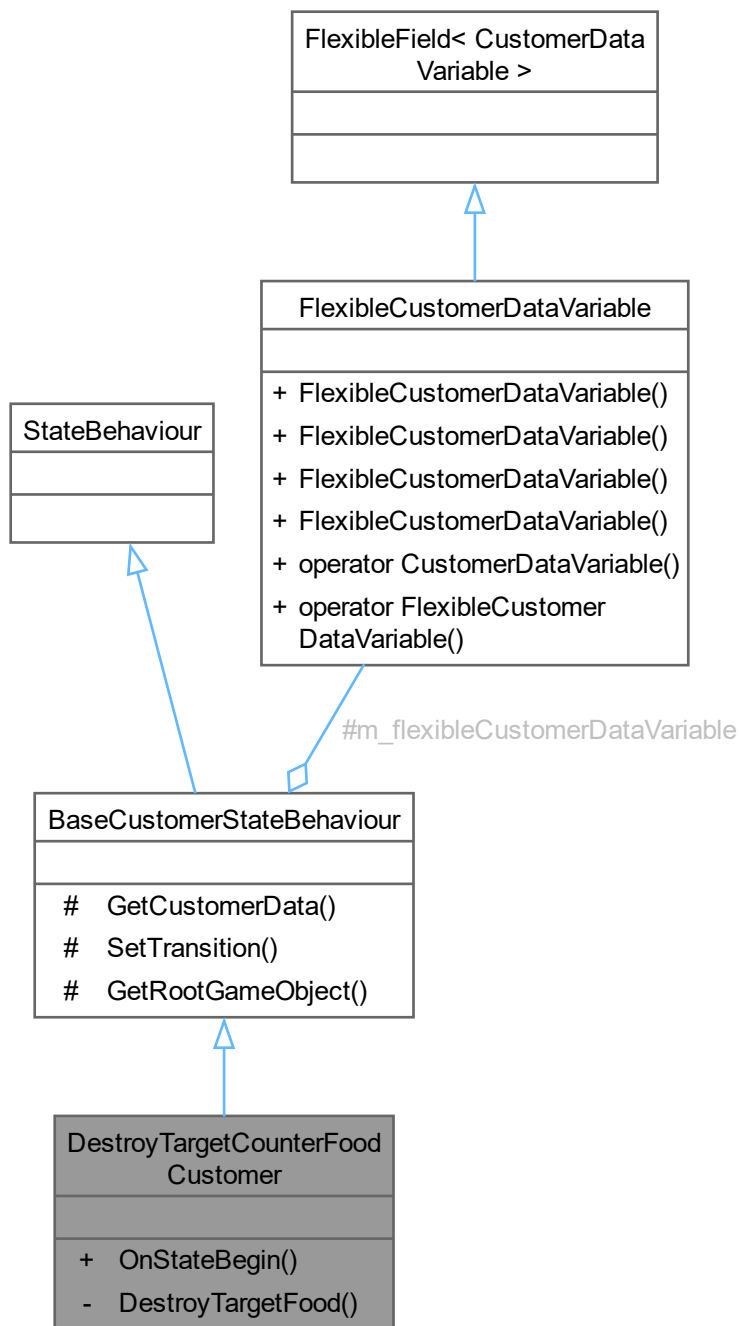 FlexibleField< CustomerData
Variable >
FlexibleCustomerDataVariable
+ FlexibleCustomerDataVariable()
+ FlexibleCustomerDataVariable()
+ FlexibleCustomerDataVariable()
+ FlexibleCustomerDataVariable()
+ operator CustomerDataVariable()
+ operator FlexibleCustomer
DataVariable()
StateBehaviour
#m_flexibleCustomerDataVariable
BaseCustomerStateBehaviour
# GetCustomerData()
# SetTransition()
# GetRootGameObject()
DestroyTargetCounterFood
Customer
+ OnStateBegin()
- DestroyTargetFood()